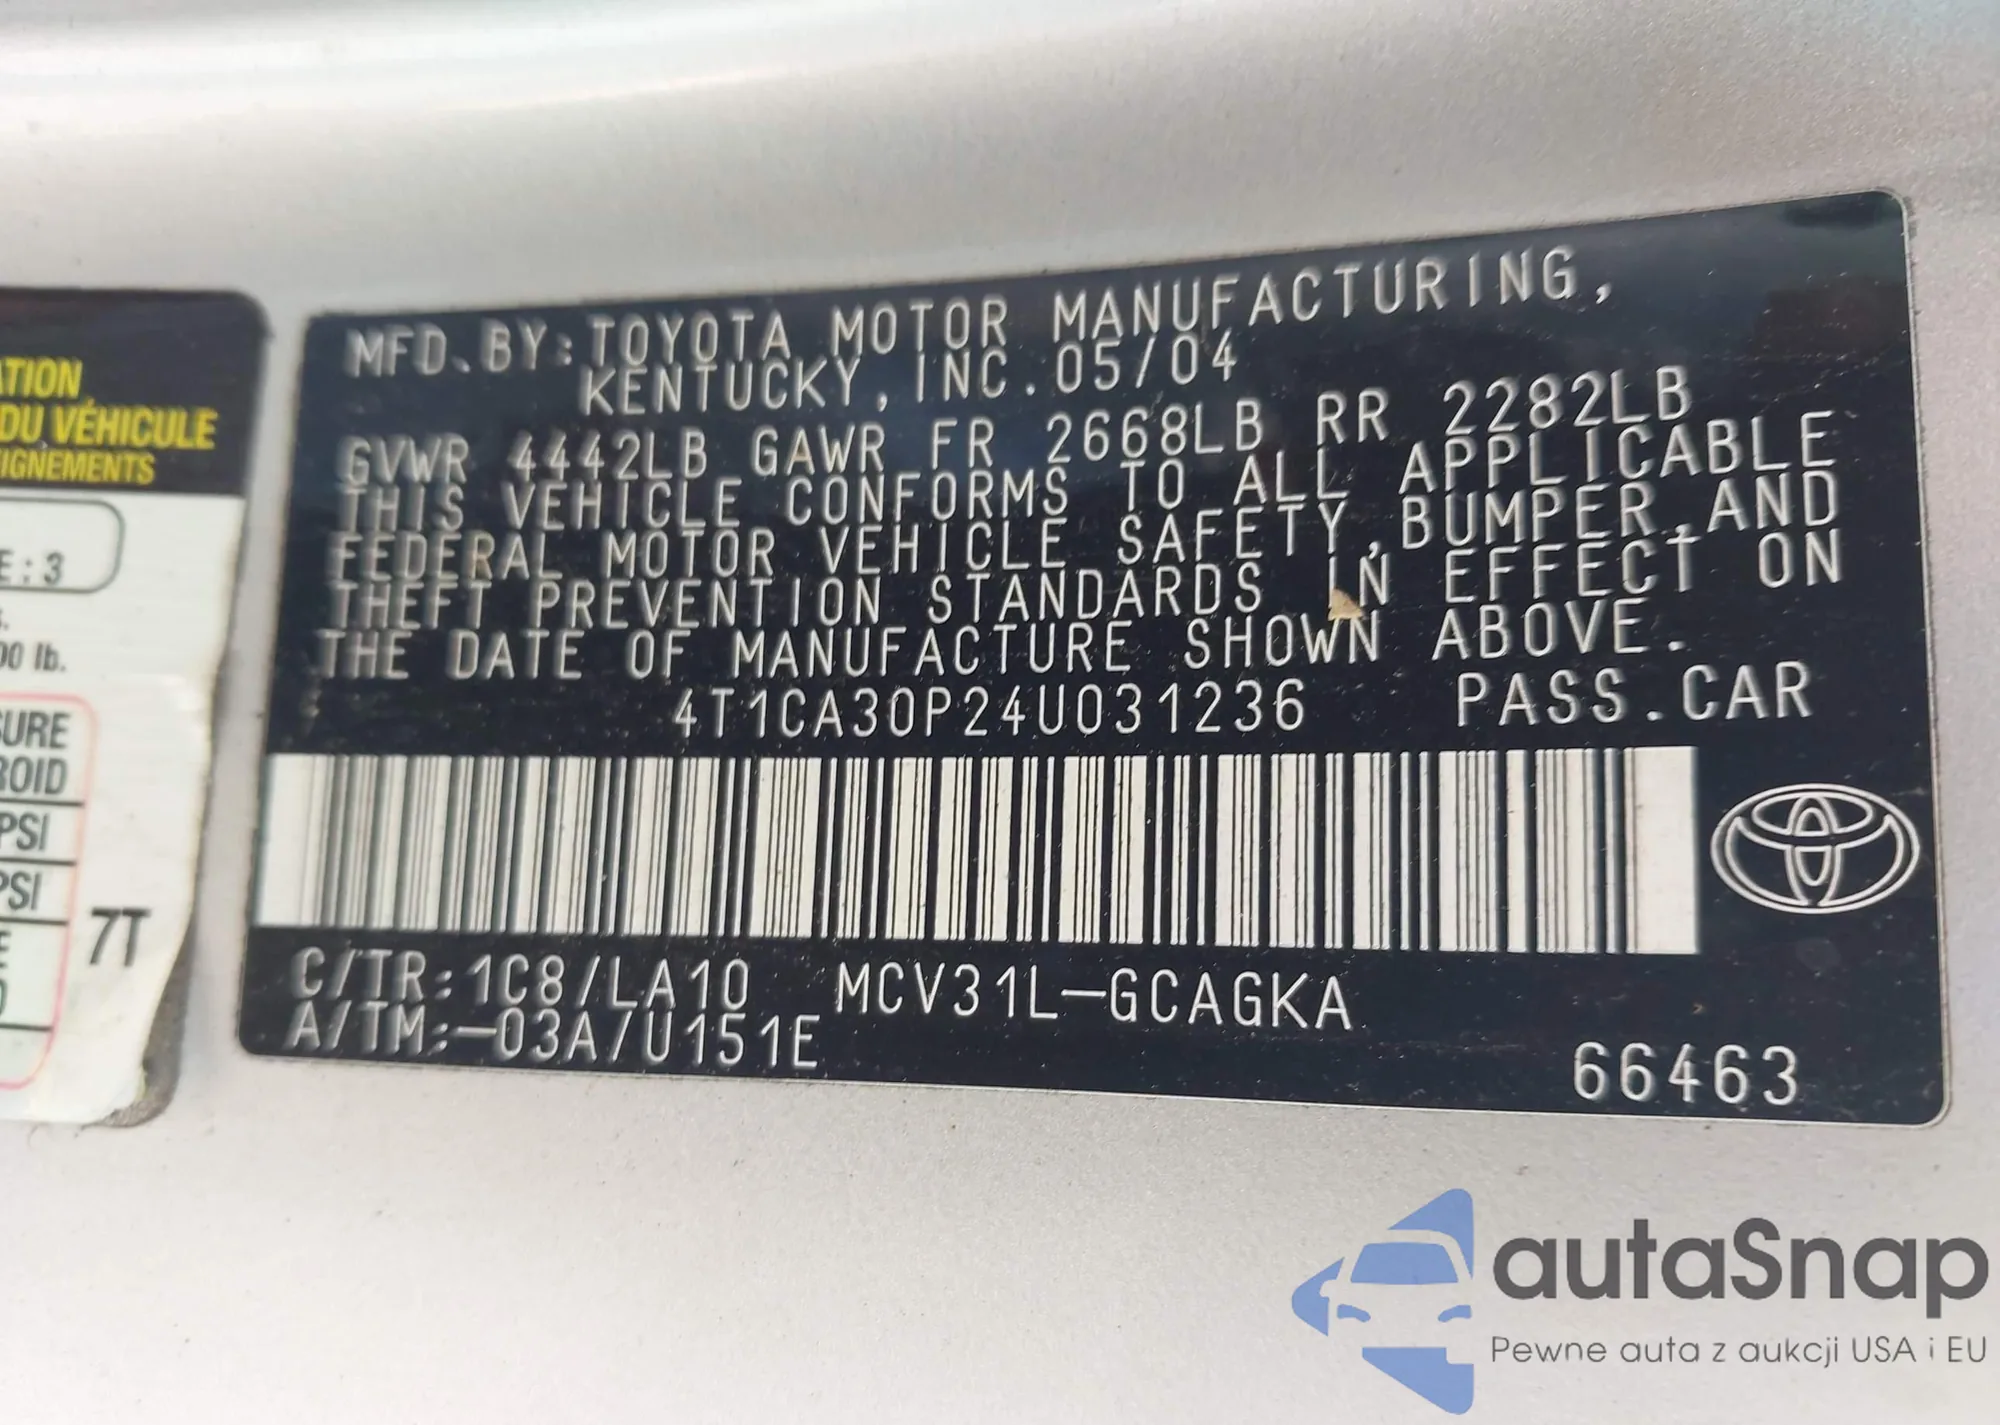 MFD. BY: TOYOTA MOTOR MANUFACTURING,
KENTUCKY, INC. 05/04
GVWR 4442LB GAWR FR 2668LB RR 2282LB
THIS VEHICLE CONFORMS TO ALL APPLICABLE
FEDERAL MOTOR VEHICLE SAFETY, BUMPER, AND
THEFT PREVENTION STANDARDS IN EFFECT ON
THE DATE OF MANUFACTURE SHOWN ABOVE.
4T1CA30P24U031236 PASS. CAR
C/TR: 1C8/LA10 MCV31L-GCAGKA
A/TM: -03A/U151E
66463
ATION
DU VÉHICULE
IGNEMENTS
E : 3
00 lb.
SURE
ROID
PSI
PSI
7T
autaSnap
Pewne auta z aukcji USA i EU